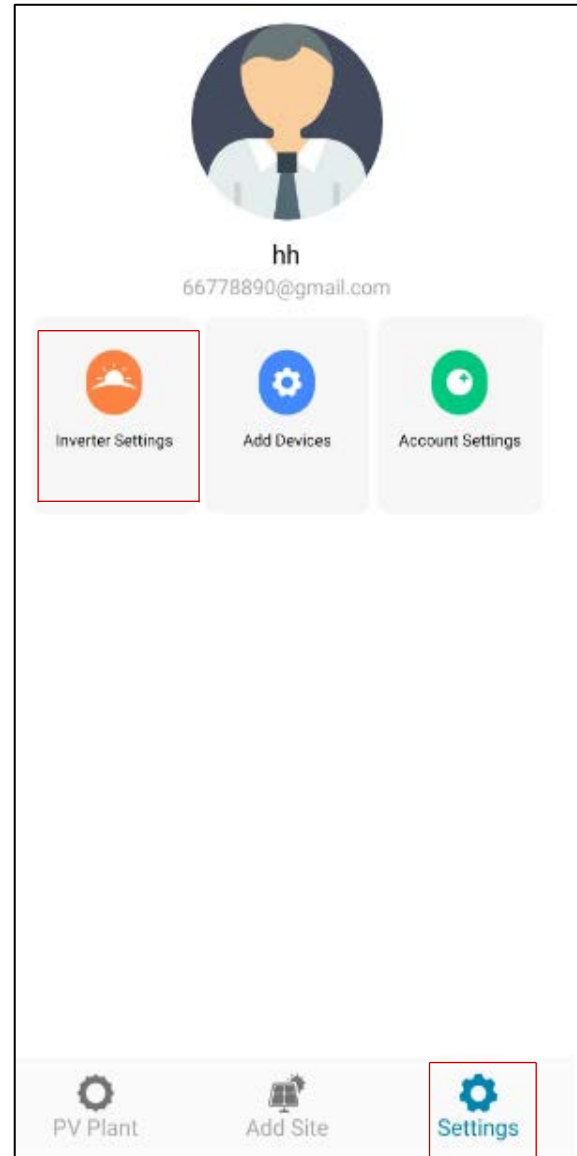 hh
66778890@gmail.com
Inverter Settings
Add Devices
Account Settings
PV Plant
Add Site
Settings